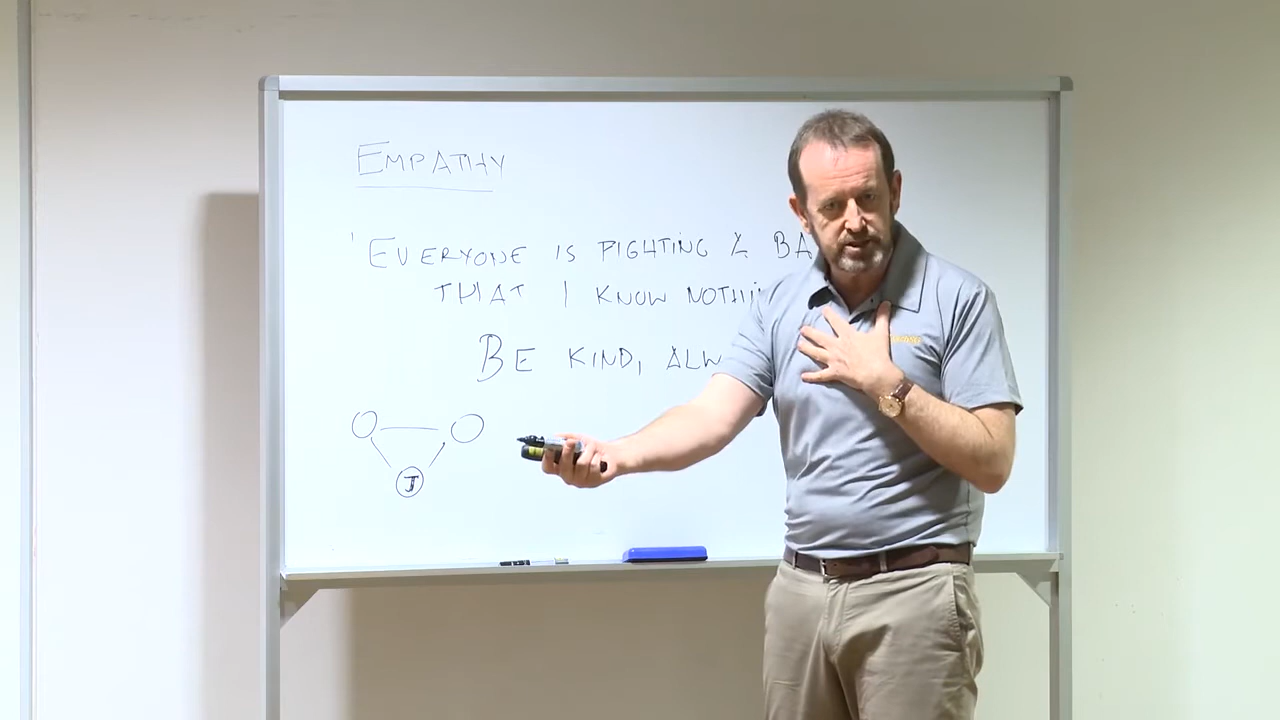 EMPATHY
'EVERYONE IS FIGHTING A BA
THAT I KNOW NOTHI
BE KIND, ALW
J